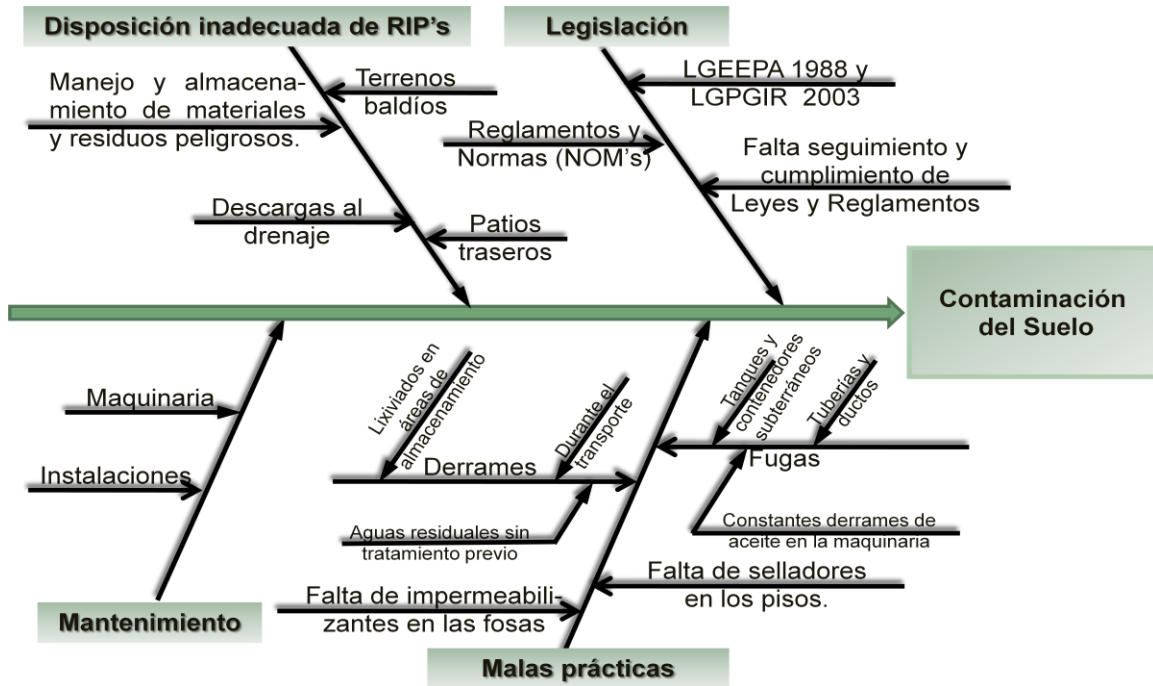 Disposición inadecuada de RIP's
Legislación
Manejo y almacena-
miento de materiales
y residuos peligrosos.
Terrenos
baldíos
Descargas al
drenaje
Patios
traseros
LGEEPA 1988 y
LGPGIR 2003
Reglamentos y
Normas (NOM's)
Falta seguimiento y
cumplimiento de
Leyes y Reglamentos
Contaminación
del Suelo
Maquinaria
Instalaciones
Mantenimiento
Lixiviados en
áreas de
almacenamiento
Durante el
transporte
Derrames
Aguas residuales sin
tratamiento previo
Tanques y
contenedores
subterráneos
Tuberías y
ductos
Fugas
Constantes derrames de
aceite en la maquinaria
Falta de impermeabili-
zantes en las fosas
Falta de selladores
en los pisos.
Malas prácticas